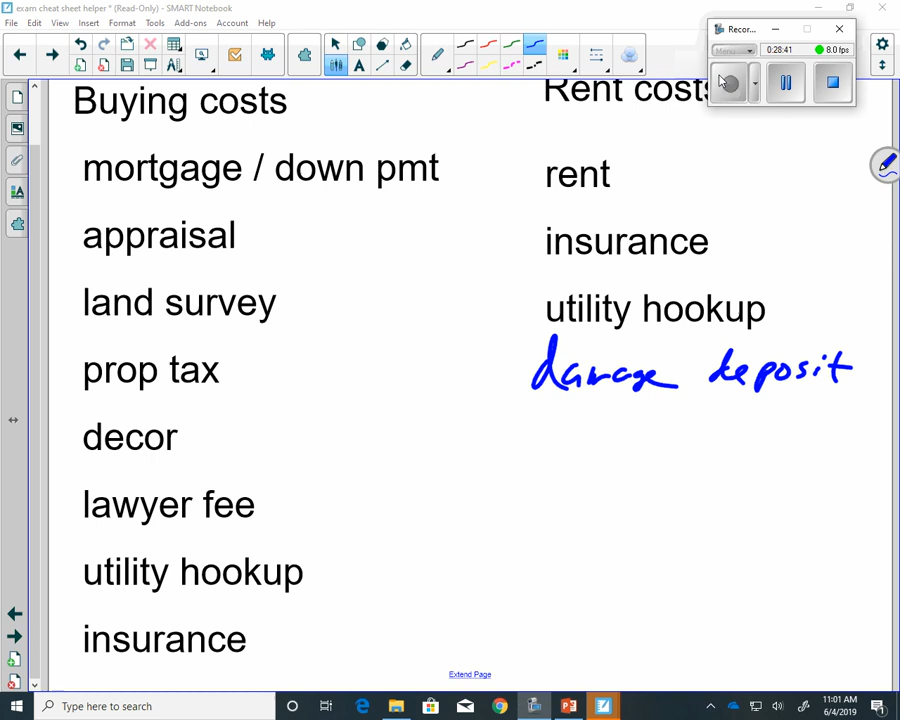 exam cheat sheet helper * (Read-Only) - SMART Notebook
File Edit View Insert Format Tools Add-ons Account Help
Recor...
Menu 0:28:41 8.0 fps
Buying costs
mortgage / down pmt
appraisal
land survey
prop tax
decor
lawyer fee
utility hookup
insurance
Rent costs
rent
insurance
utility hookup
damage deposit
Extend Page
Type here to search
11:01 AM
6/4/2019